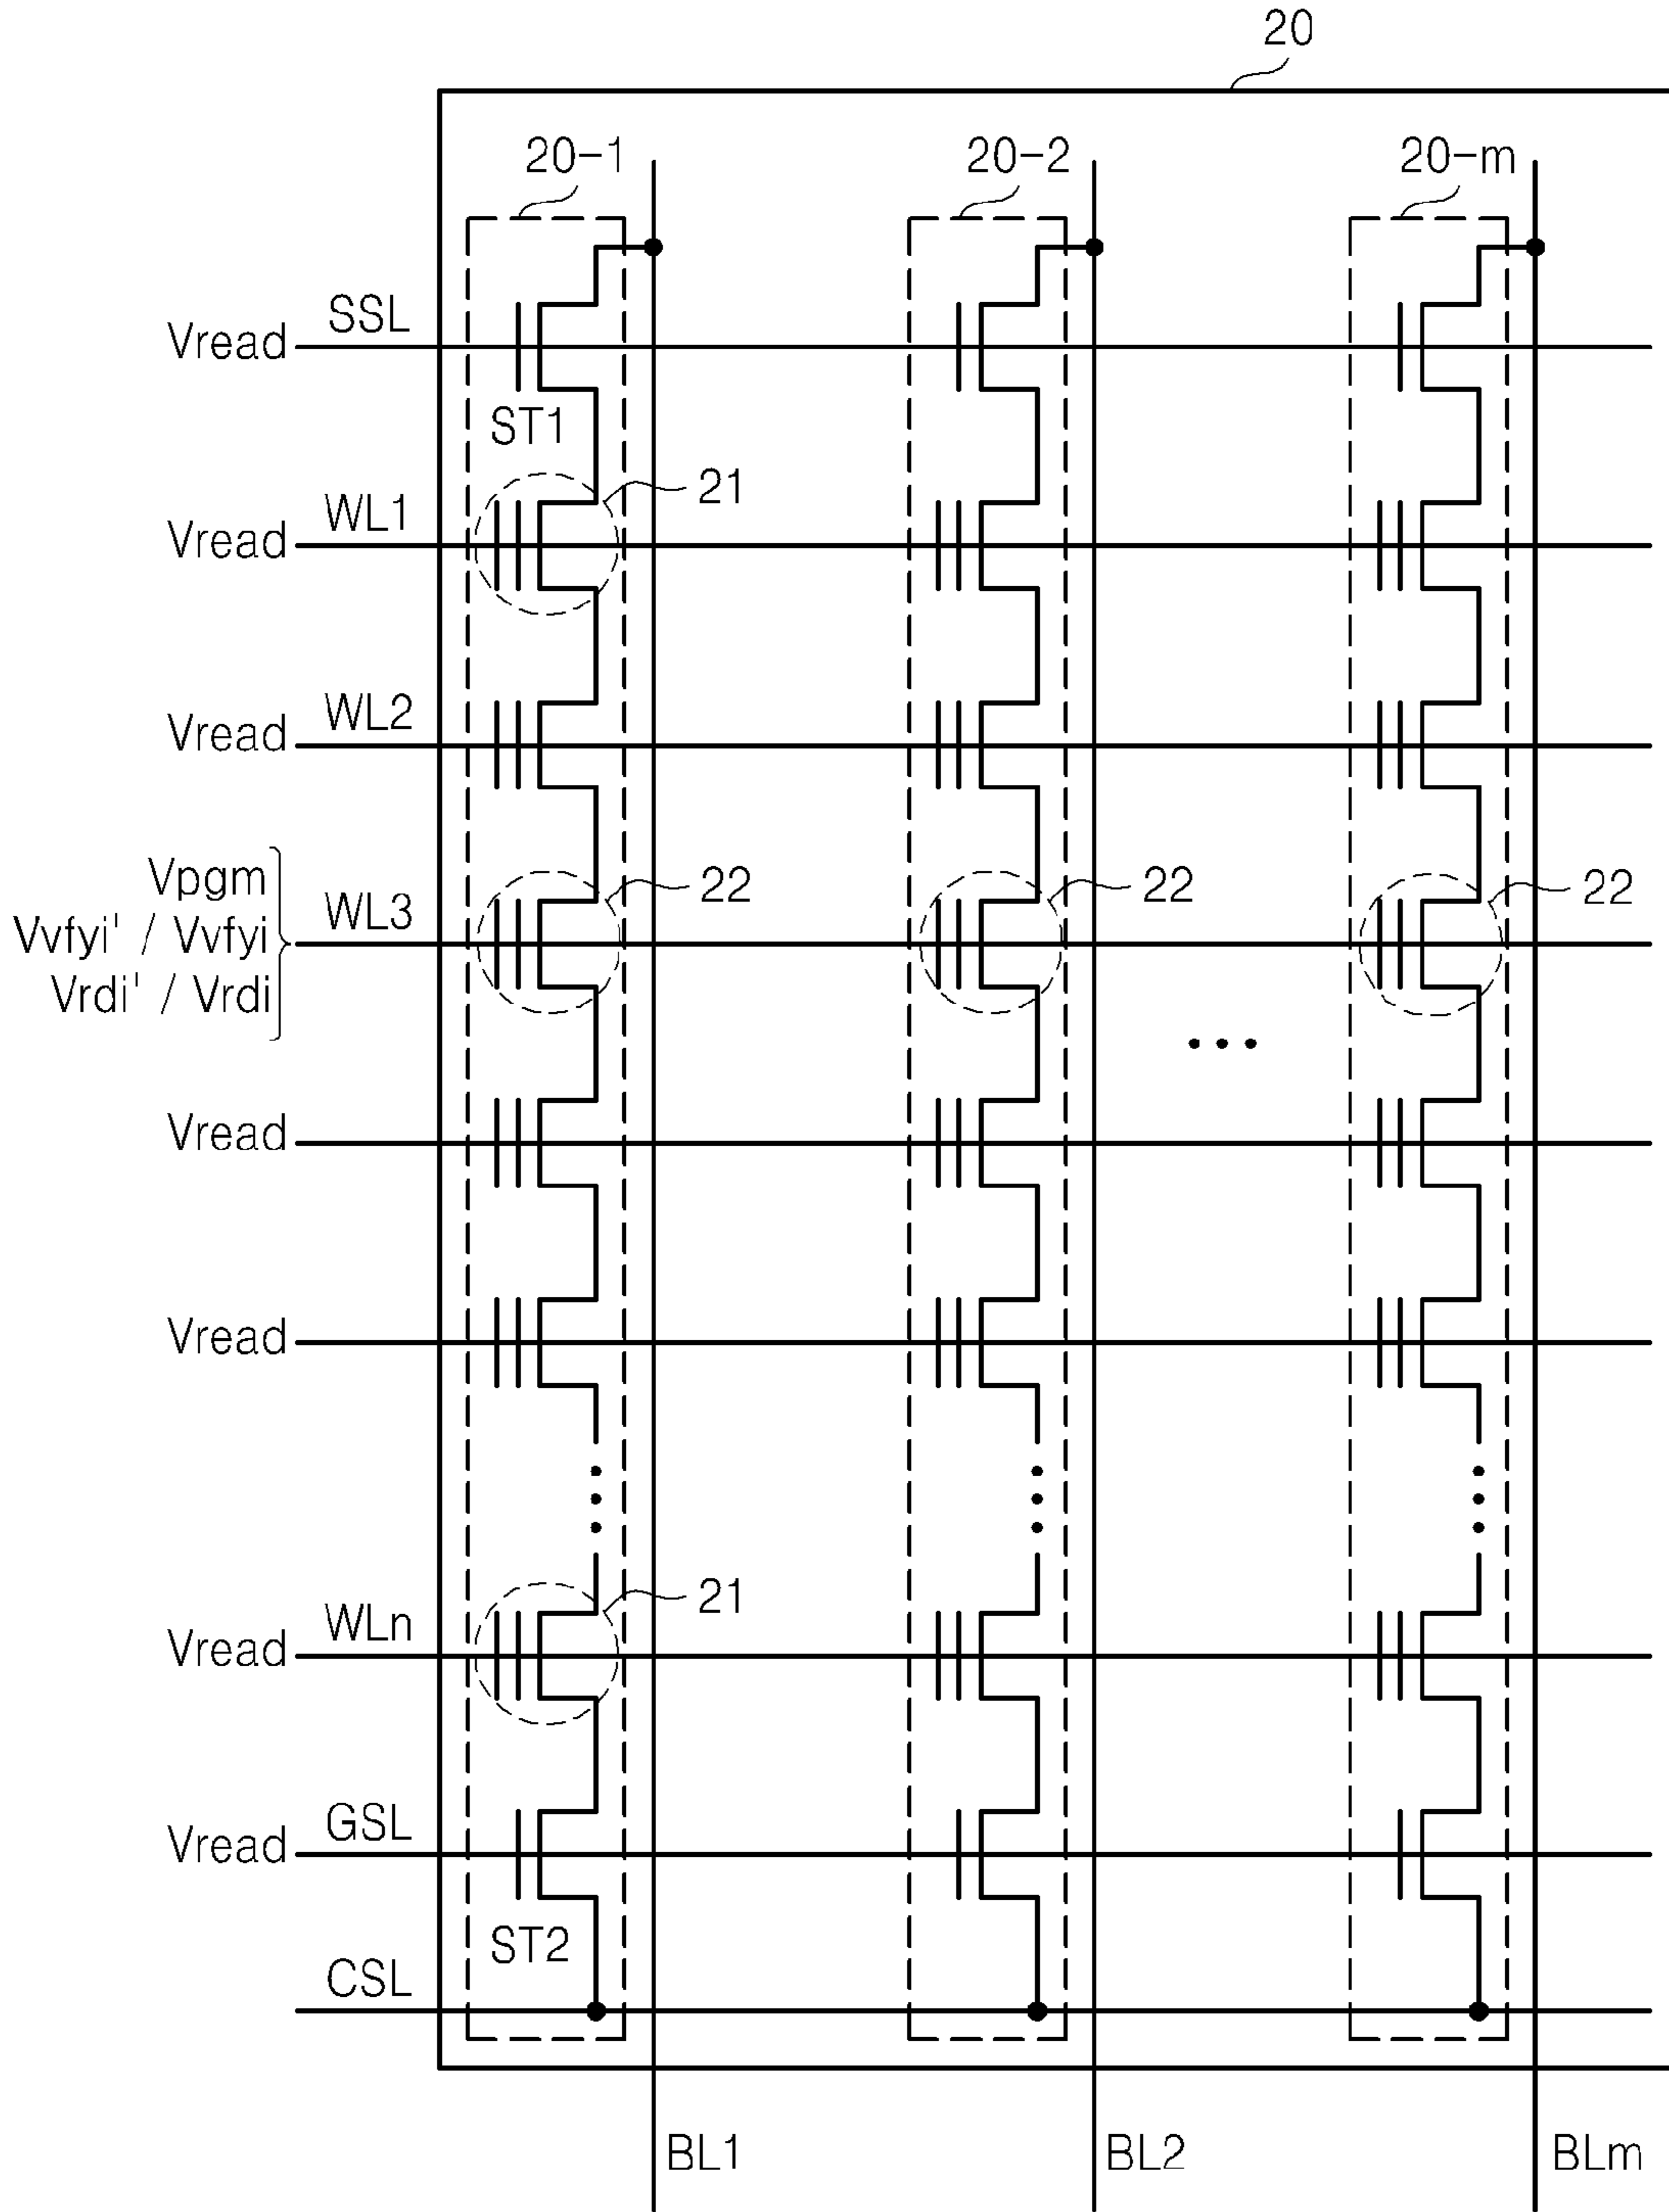 20
20-1 20-2 20-m
Vread SSL
ST1
Vread WL1 21
Vread WL2
Vpgm
Vvfyi' / Vvfyi WL3 22 22 22
Vrdi' / Vrdi
...
Vread
Vread
Vread WLn 21
Vread GSL
ST2
CSL
BL1 BL2 BLm